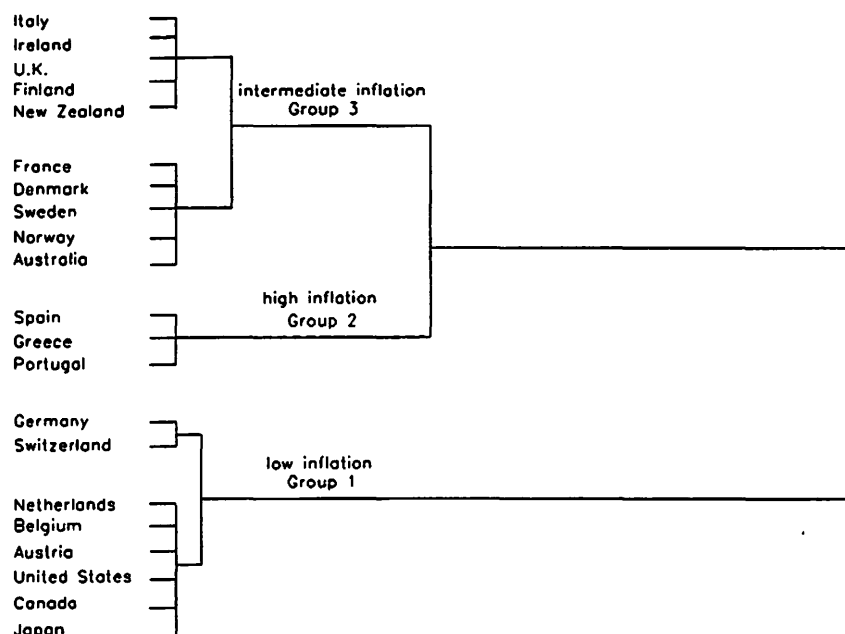 Italy
Ireland
U.K.
Finland
New Zealand
intermediate inflation
Group 3
France
Denmark
Sweden
Norway
Australia
high inflation
Group 2
Spain
Greece
Portugal
Germany
Switzerland
low inflation
Group 1
Netherlands
Belgium
Austria
United States
Canada
Japan